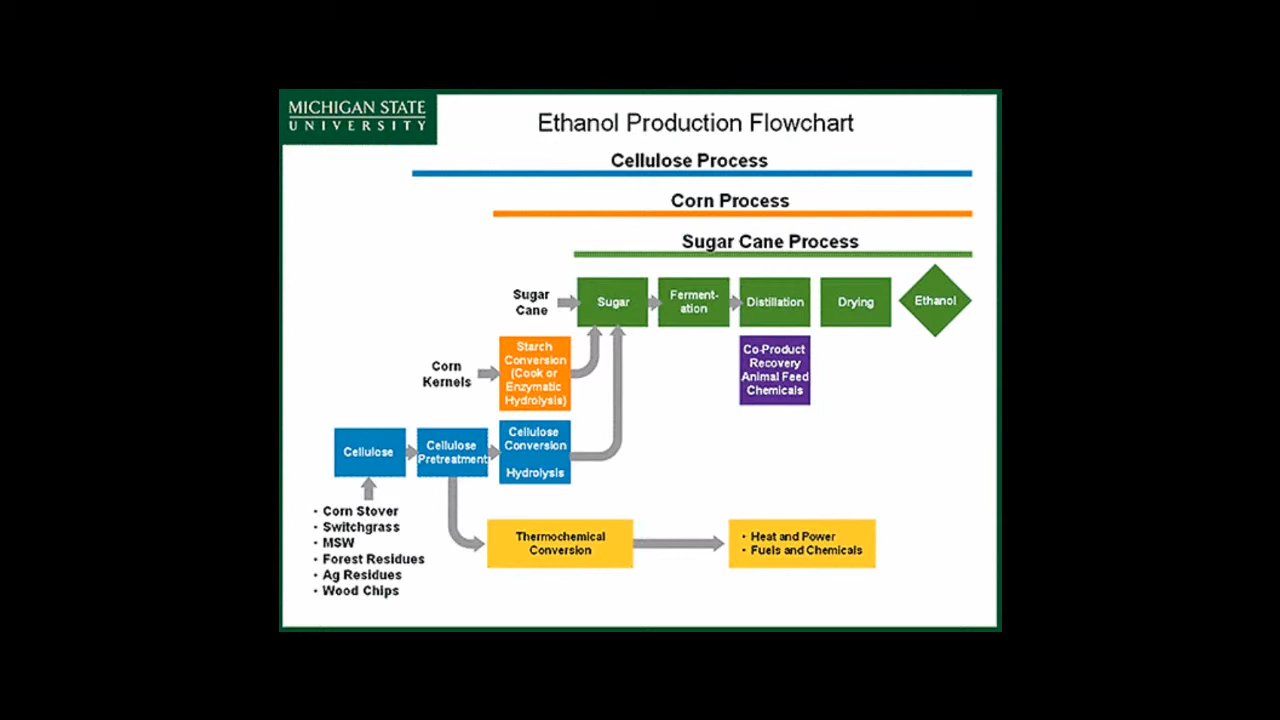 MICHIGAN STATE
UNIVERSITY
Ethanol Production Flowchart
Cellulose Process
Corn Process
Sugar Cane Process
Sugar
Cane
Sugar
Ferment-
ation
Distillation
Drying
Ethanol
Co-Product
Recovery
Animal Feed
Chemicals
Corn
Kernels
Starch
Conversion
(Cook or
Enzymatic
Hydrolysis)
Cellulose
Cellulose
Pretreatment
Cellulose
Conversion
Hydrolysis
• Corn Stover
• Switchgrass
• MSW
• Forest Residues
• Ag Residues
• Wood Chips
Thermochemical
Conversion
• Heat and Power
• Fuels and Chemicals